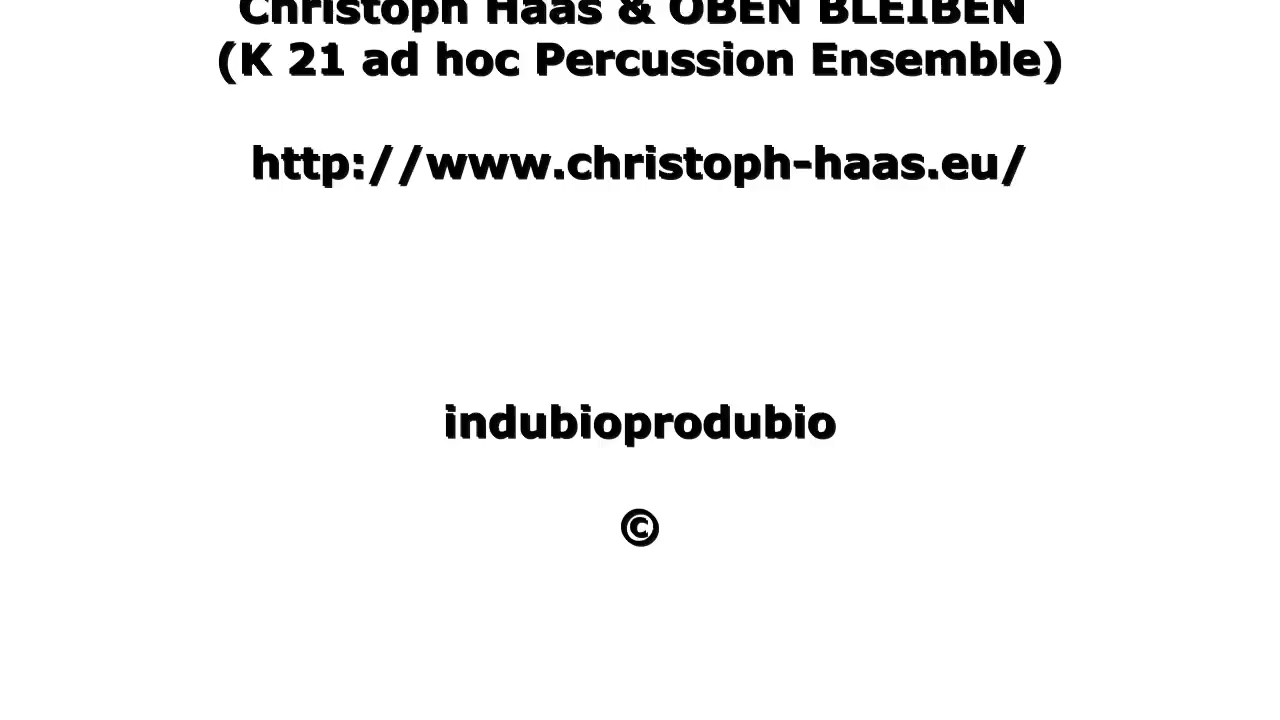 Christoph Haas & OBEN BLEIBEN
(K 21 ad hoc Percussion Ensemble)
http://www.christoph-haas.eu/
indubioprodubio
©